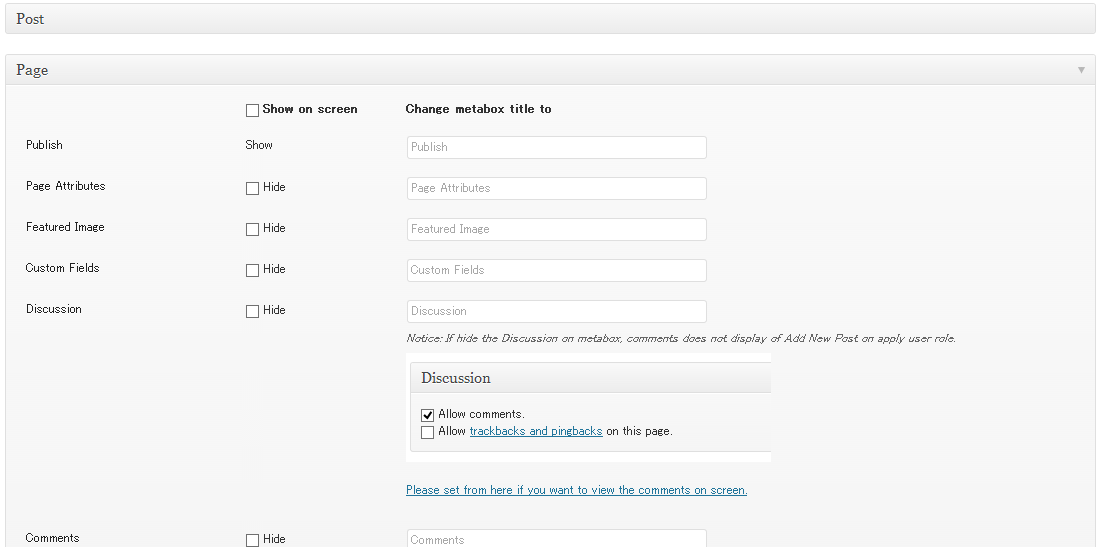 Post
Page
Show on screen Change metabox title to
Publish Show Publish
Page Attributes Hide Page Attributes
Featured Image Hide Featured Image
Custom Fields Hide Custom Fields
Discussion Hide Discussion
Notice: If hide the Discussion on metabox, comments does not display of Add New Post on apply user role.
Discussion
Allow comments.
Allow trackbacks and pingbacks on this page.
Please set from here if you want to view the comments on screen.
Comments Hide Comments